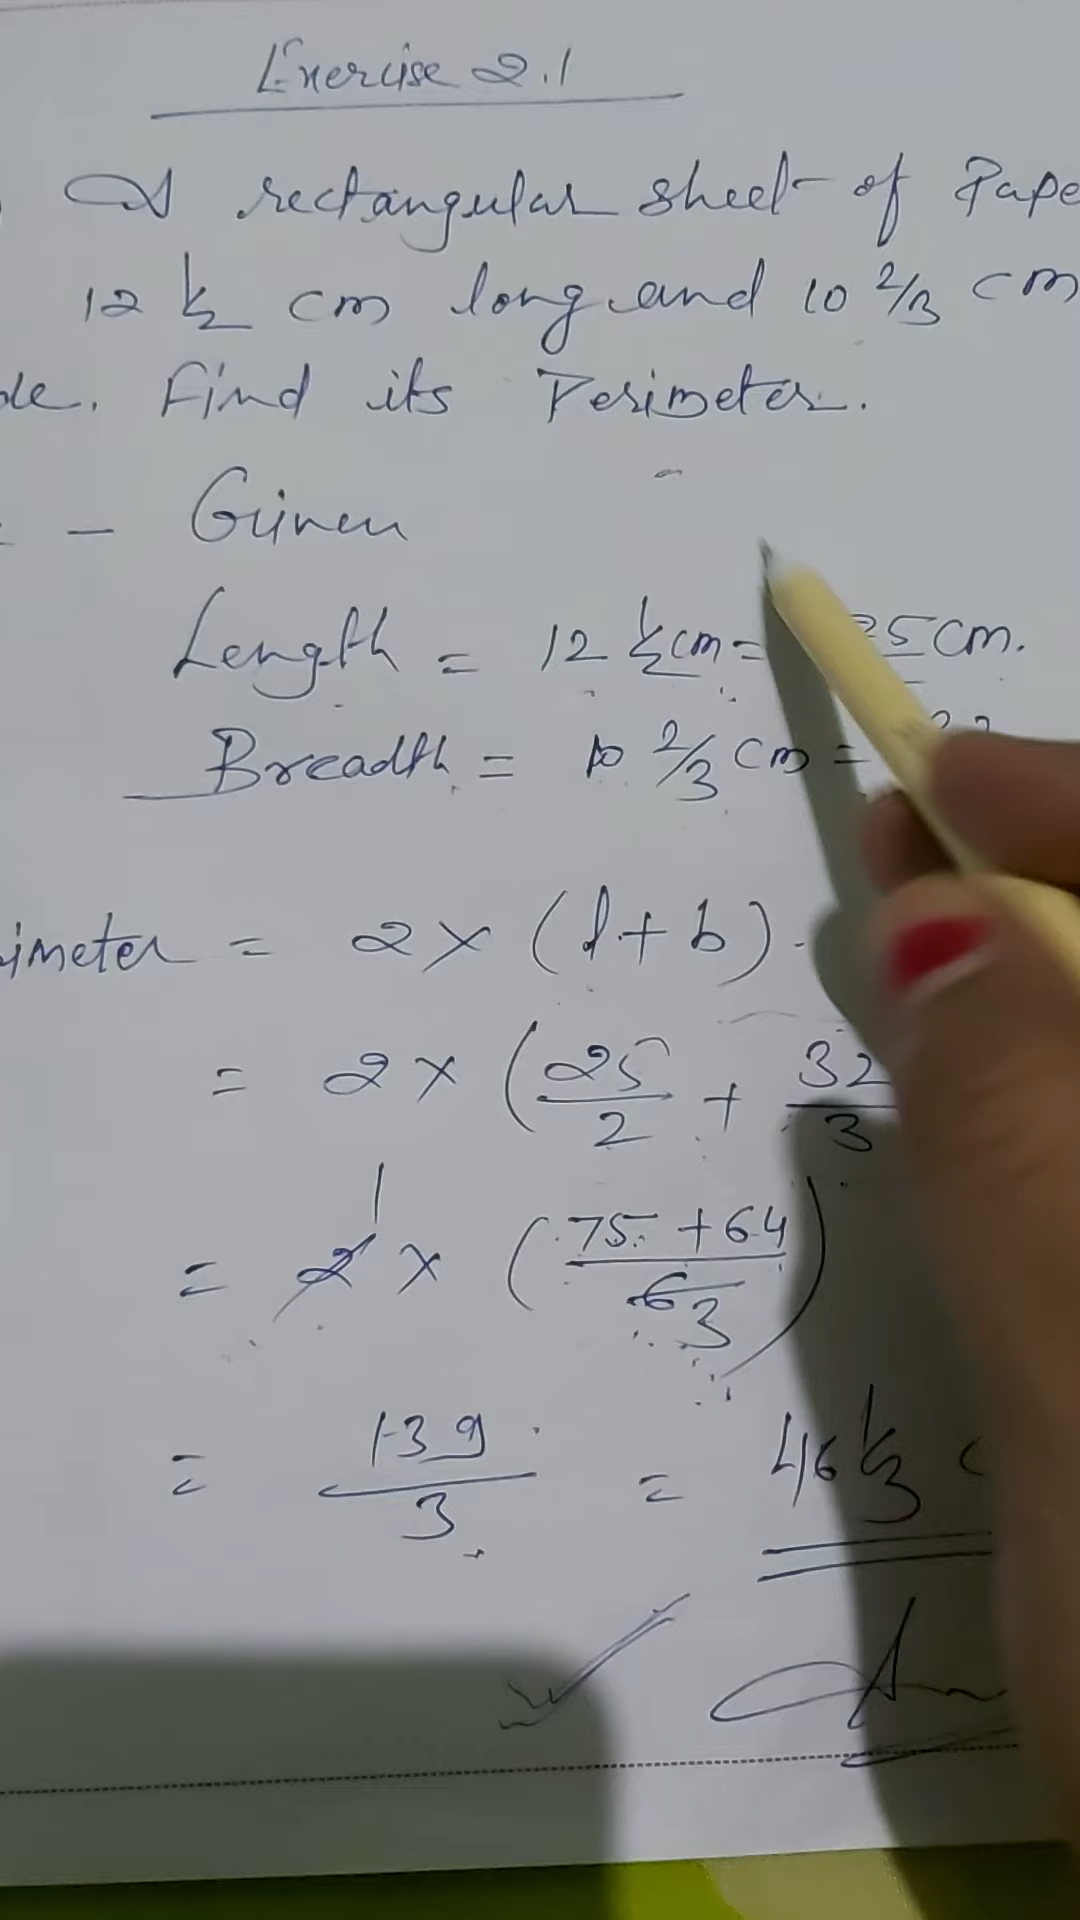 Exercise 2.1
A rectangular sheet of Pape
12 1/2 cm long and 10 2/3 cm
de. Find its Perimeter.
- Given
Length = 12 1/2 cm = 25 cm.
Breadth = 10 2/3 cm =
imeter = 2 × (l + b).
= 2 × (25/2 + 32/3
= 2 1 × (75 + 64 / 6 3)
= 139/3 = 46 1/3 c